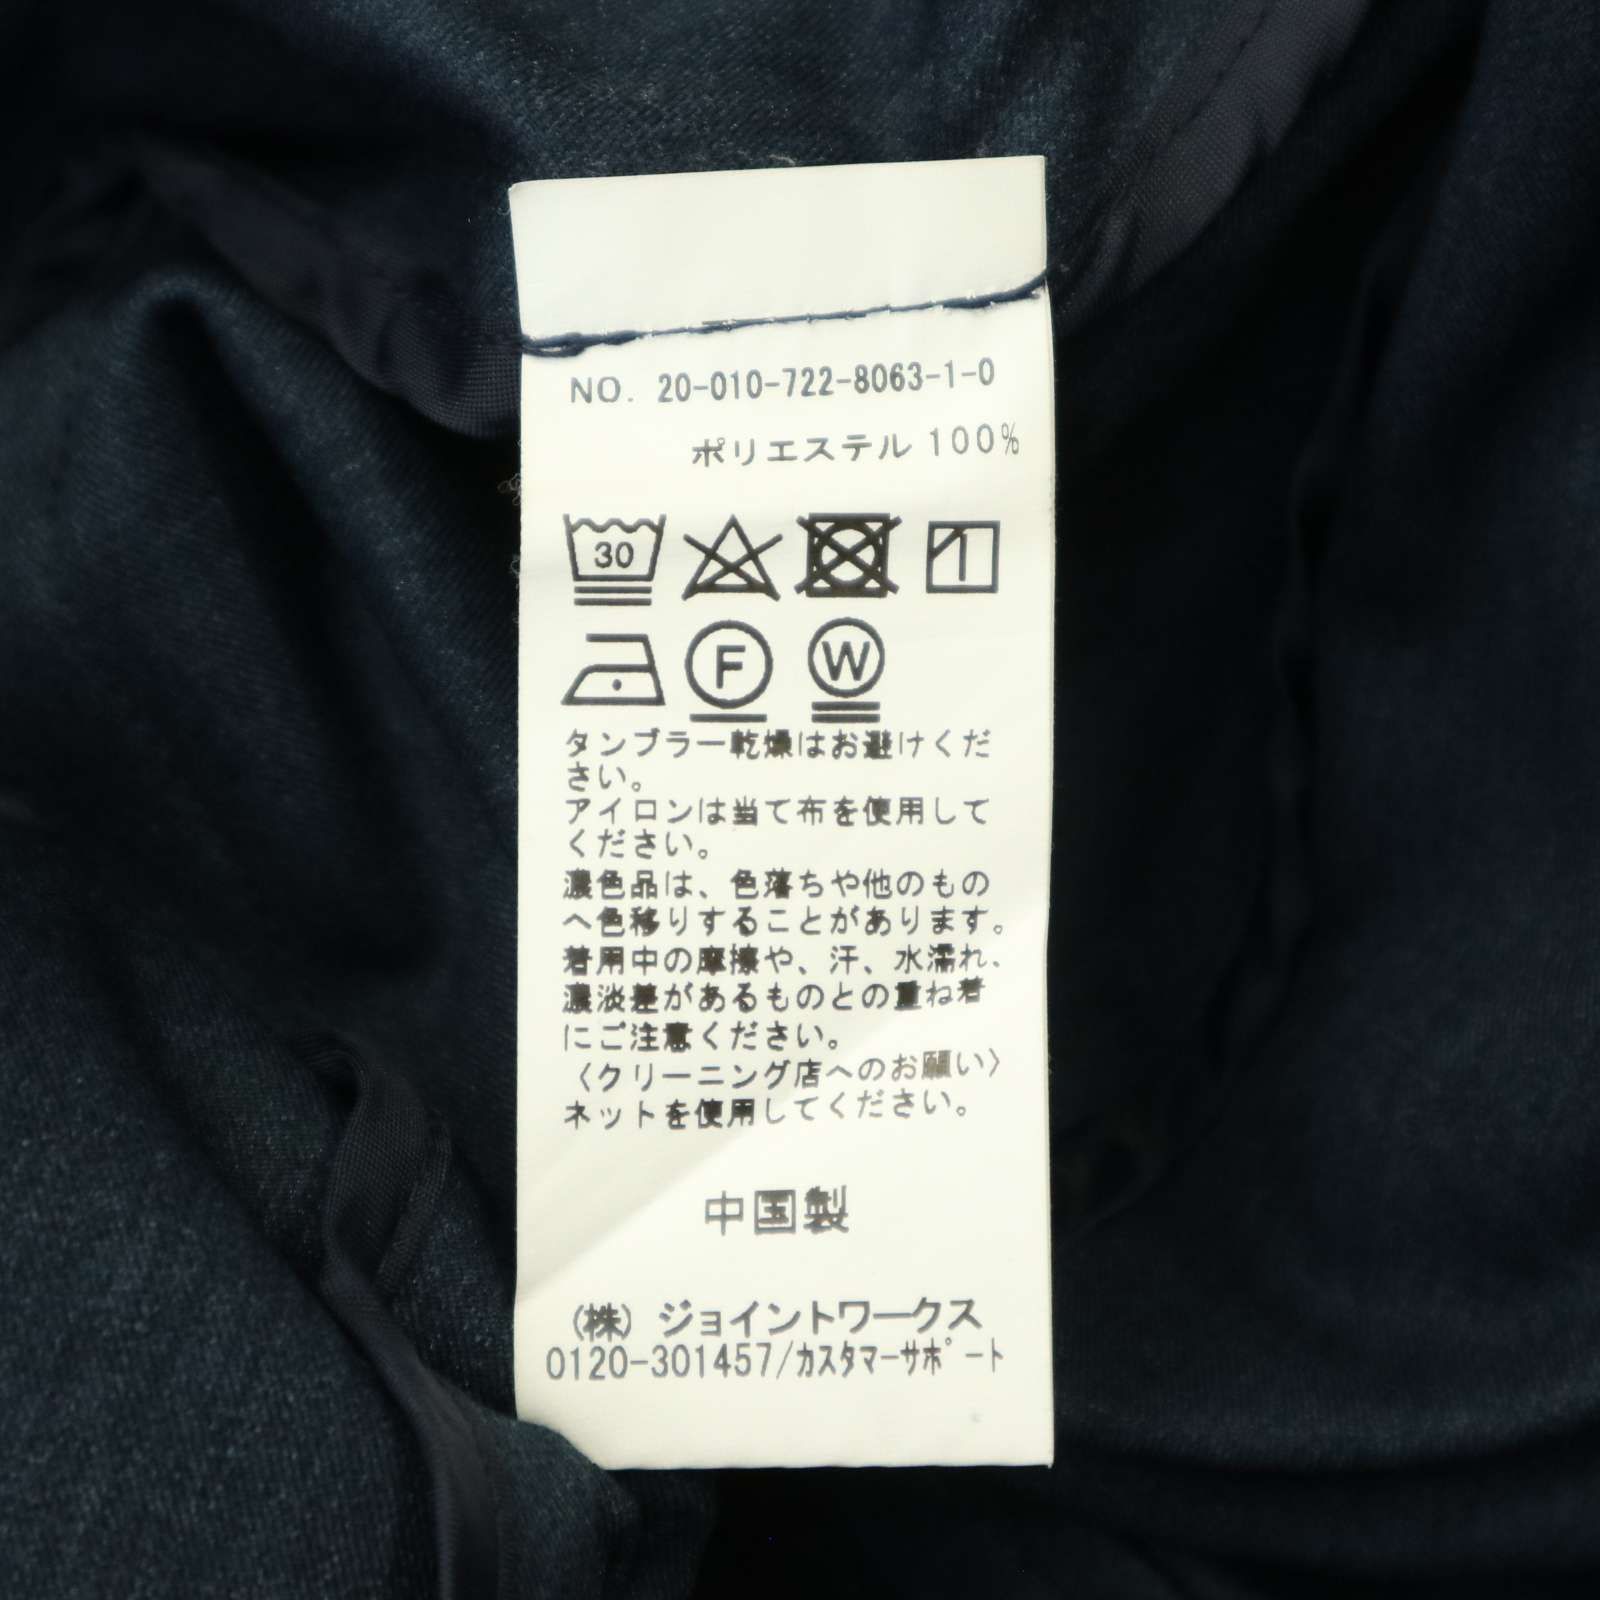 NO. 20-010-722-8063-1-0
ポリエステル 100%
30
F W
タンブラー乾燥はお避けくだ
さい。
アイロンは当て布を使用して
ください。
濃色品は、色落ちや他のもの
へ色移りすることがあります。
着用中の摩擦や、汗、水濡れ、
濃淡差があるものとの重ね着
にご注意ください。
〈クリーニング店へのお願い〉
ネットを使用してください。
中国製
(株) ジョイントワークス
0120-301457/カスタマーサポート